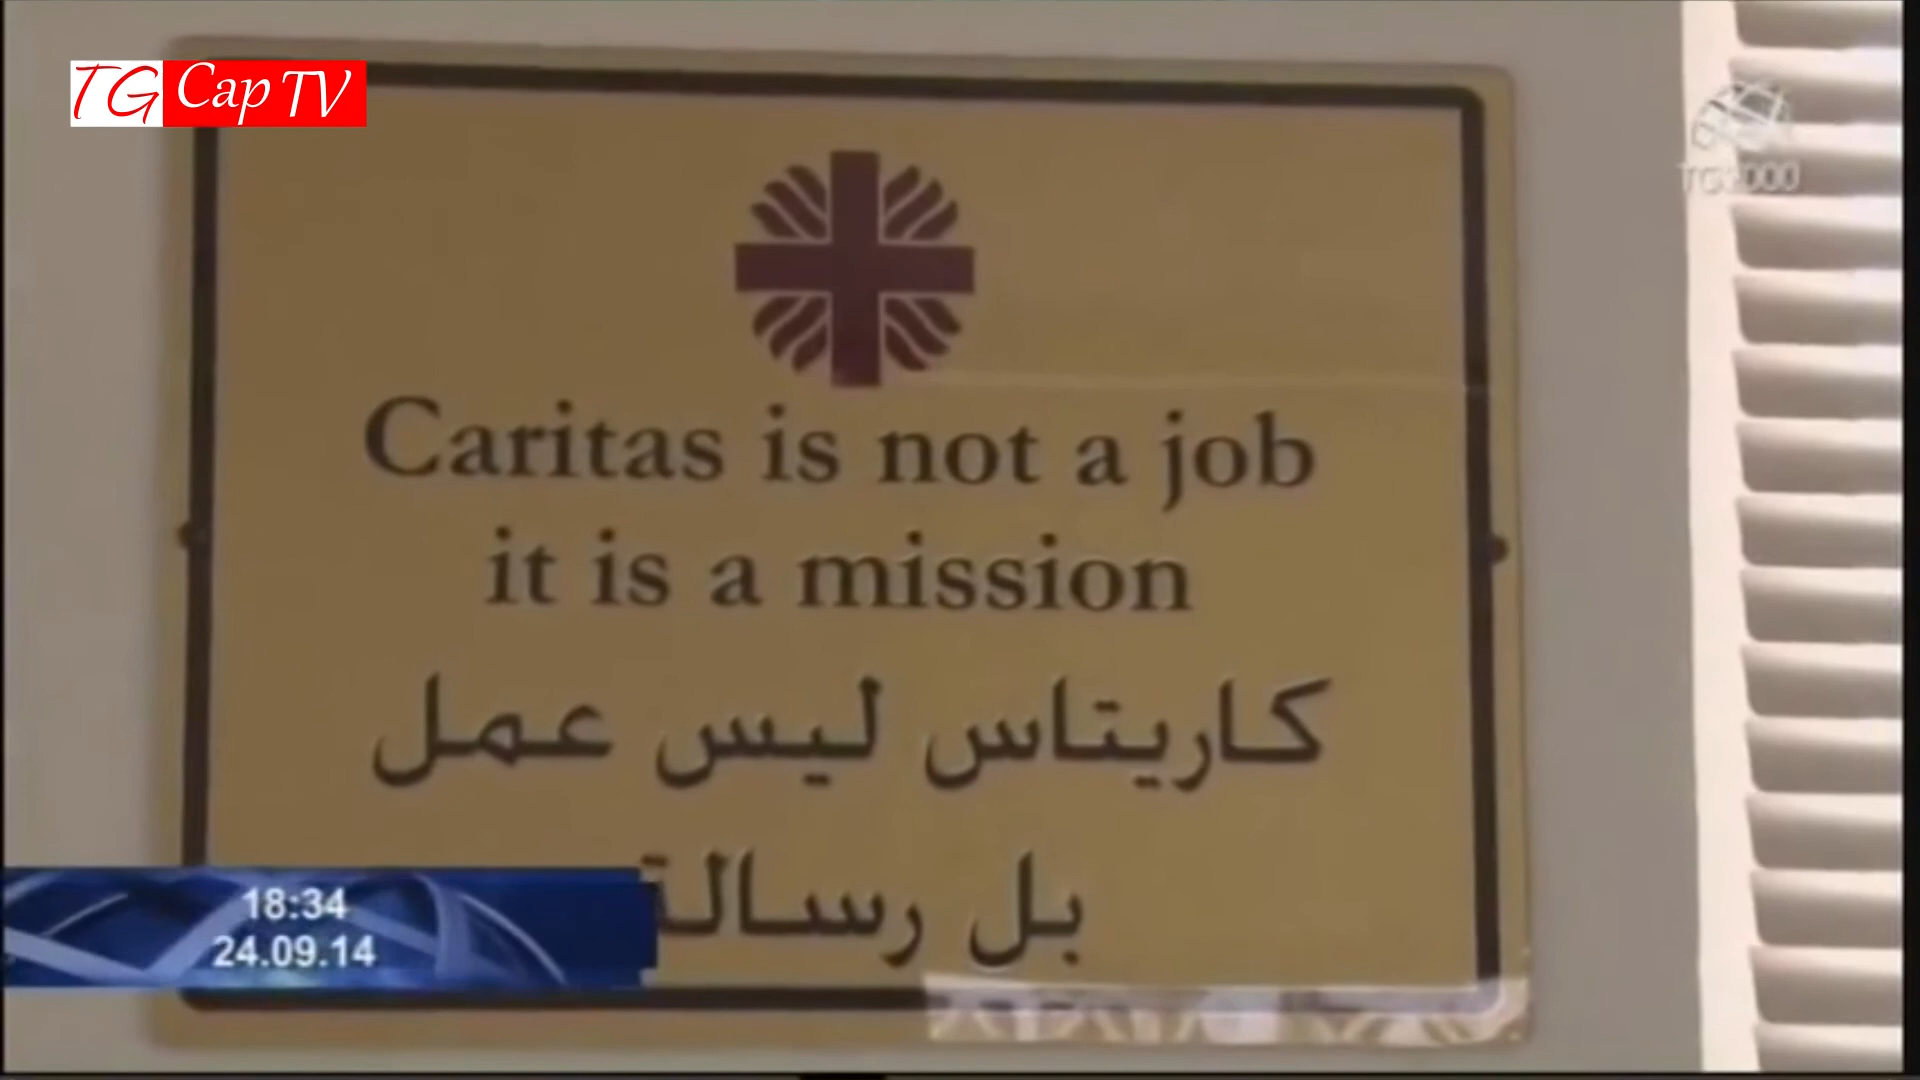 TG Cap TV
TG2000
Caritas is not a job
it is a mission
كاريتاس ليس عمل
بل رسالة
18:34
24.09.14